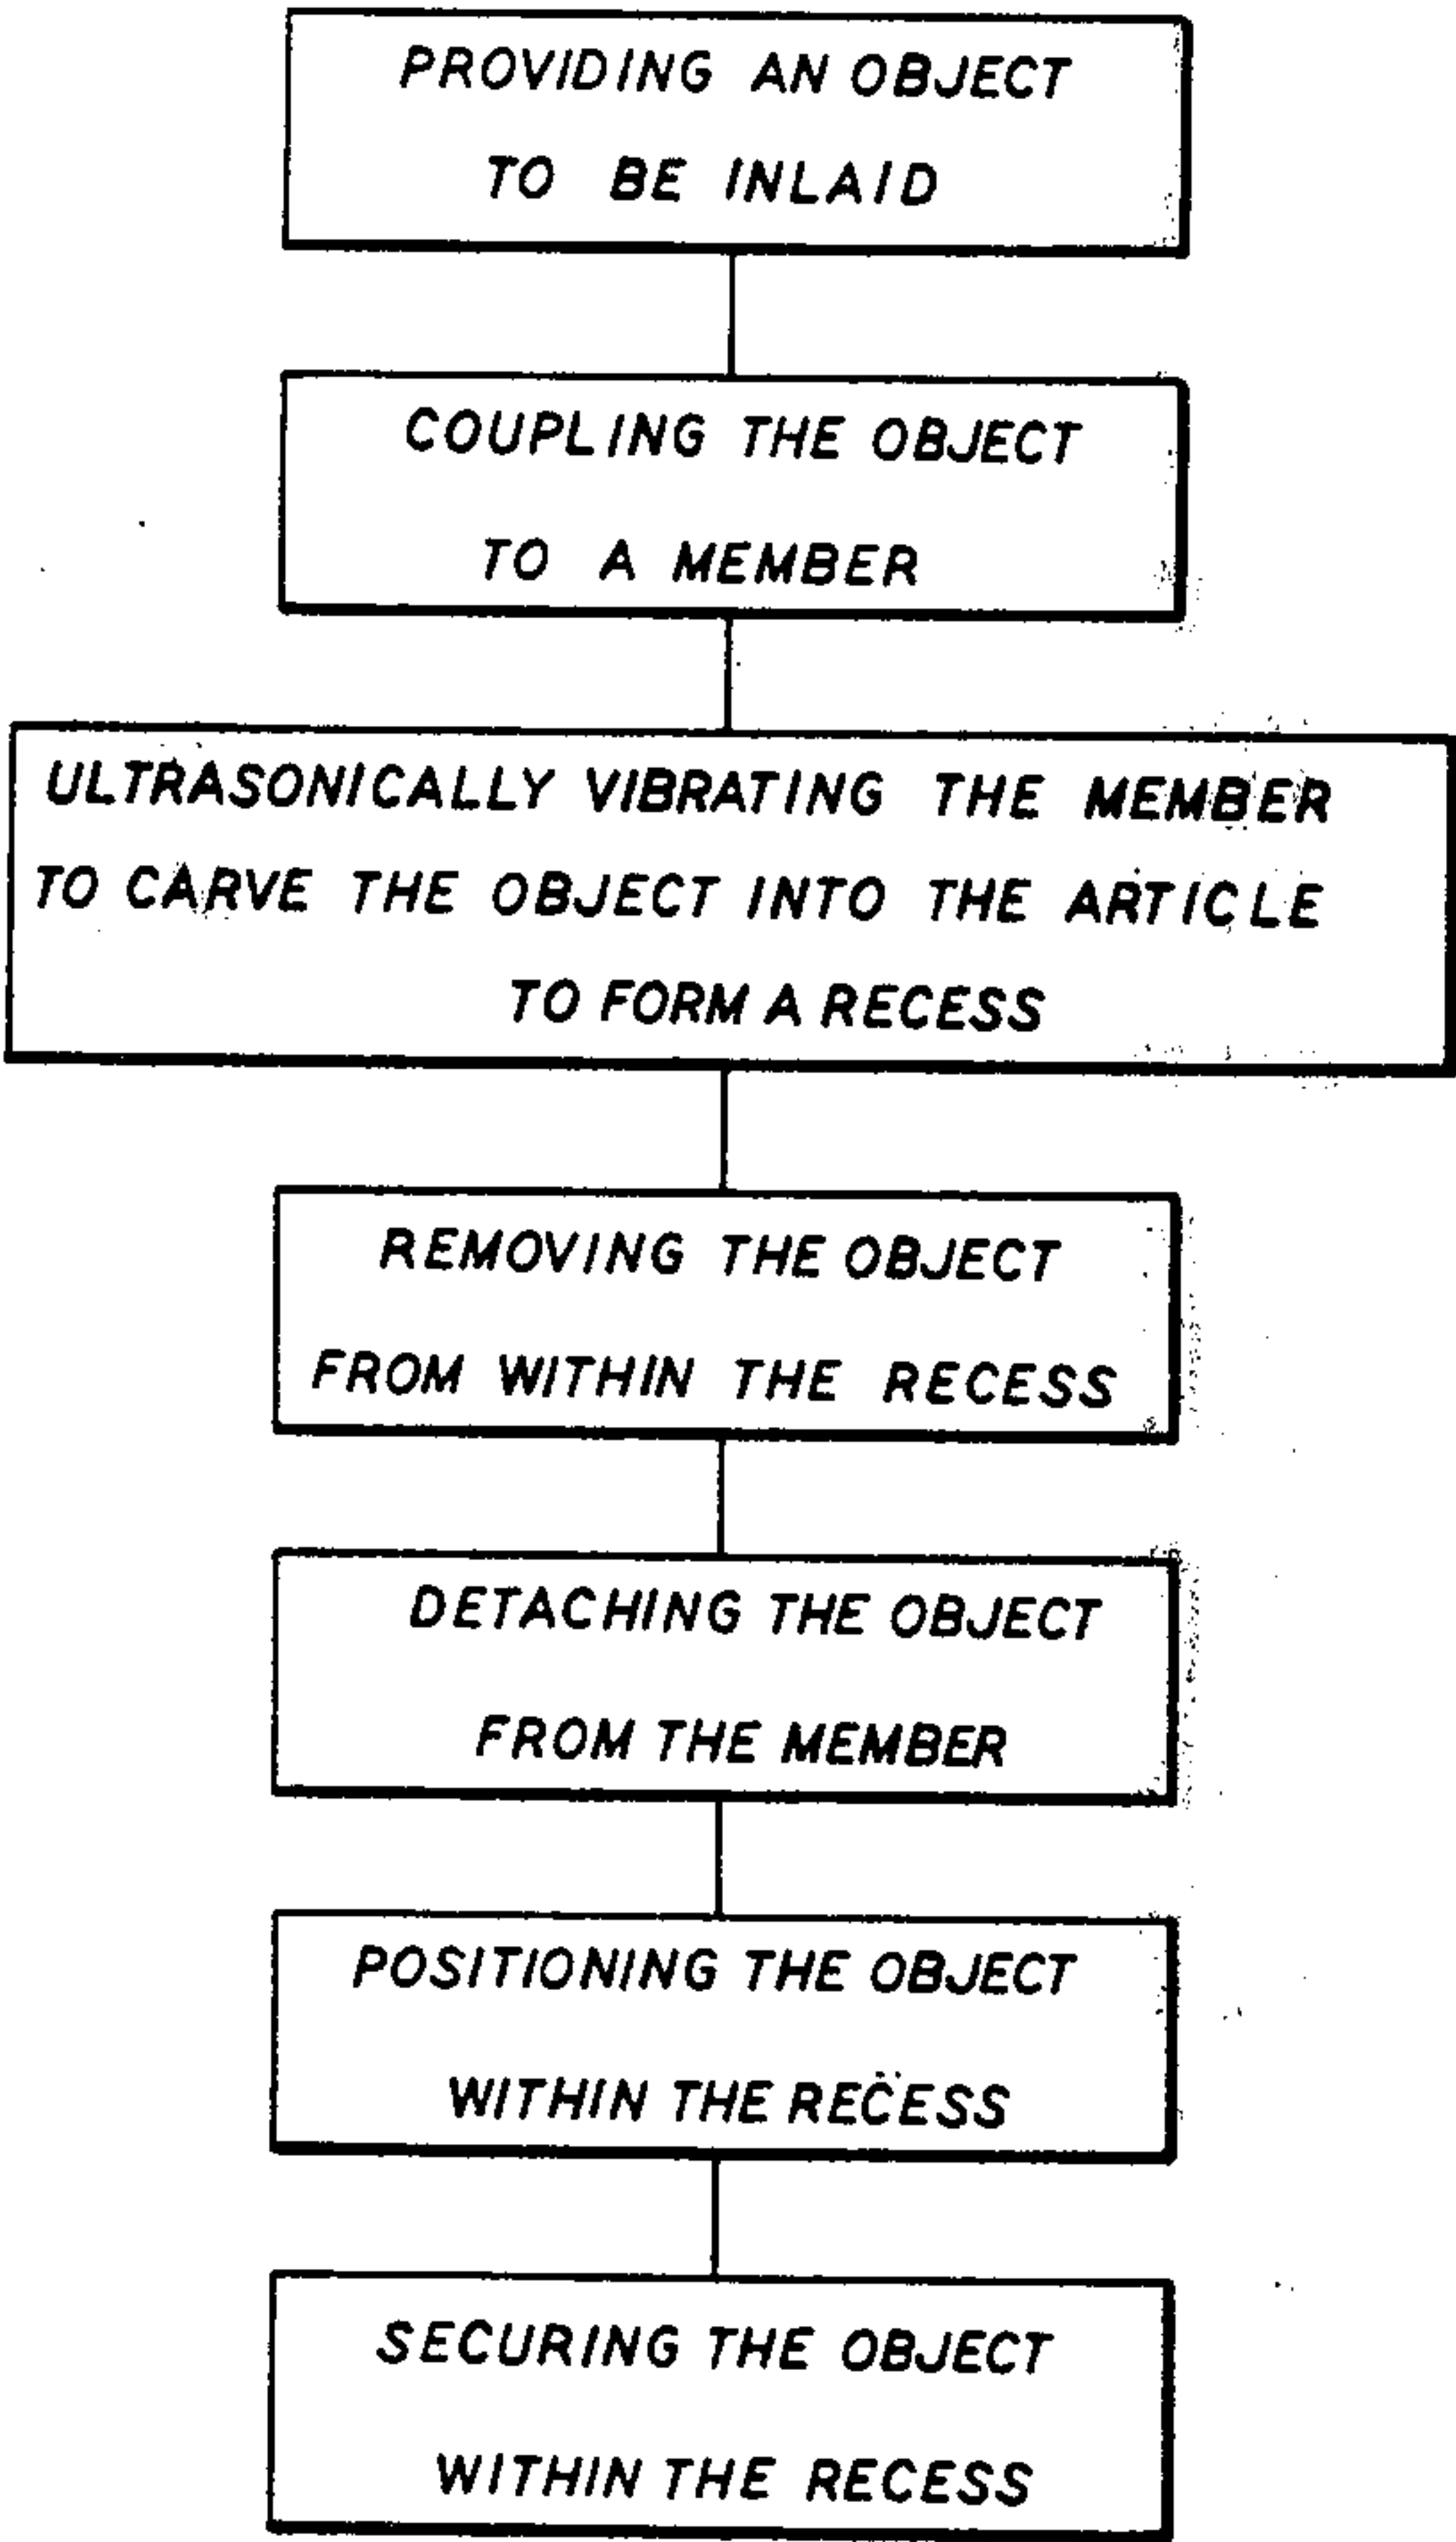 PROVIDING AN OBJECT
TO BE INLAID
COUPLING THE OBJECT
TO A MEMBER
ULTRASONICALLY VIBRATING THE MEMBER
TO CARVE THE OBJECT INTO THE ARTICLE
TO FORM A RECESS
REMOVING THE OBJECT
FROM WITHIN THE RECESS
DETACHING THE OBJECT
FROM THE MEMBER
POSITIONING THE OBJECT
WITHIN THE RECESS
SECURING THE OBJECT
WITHIN THE RECESS